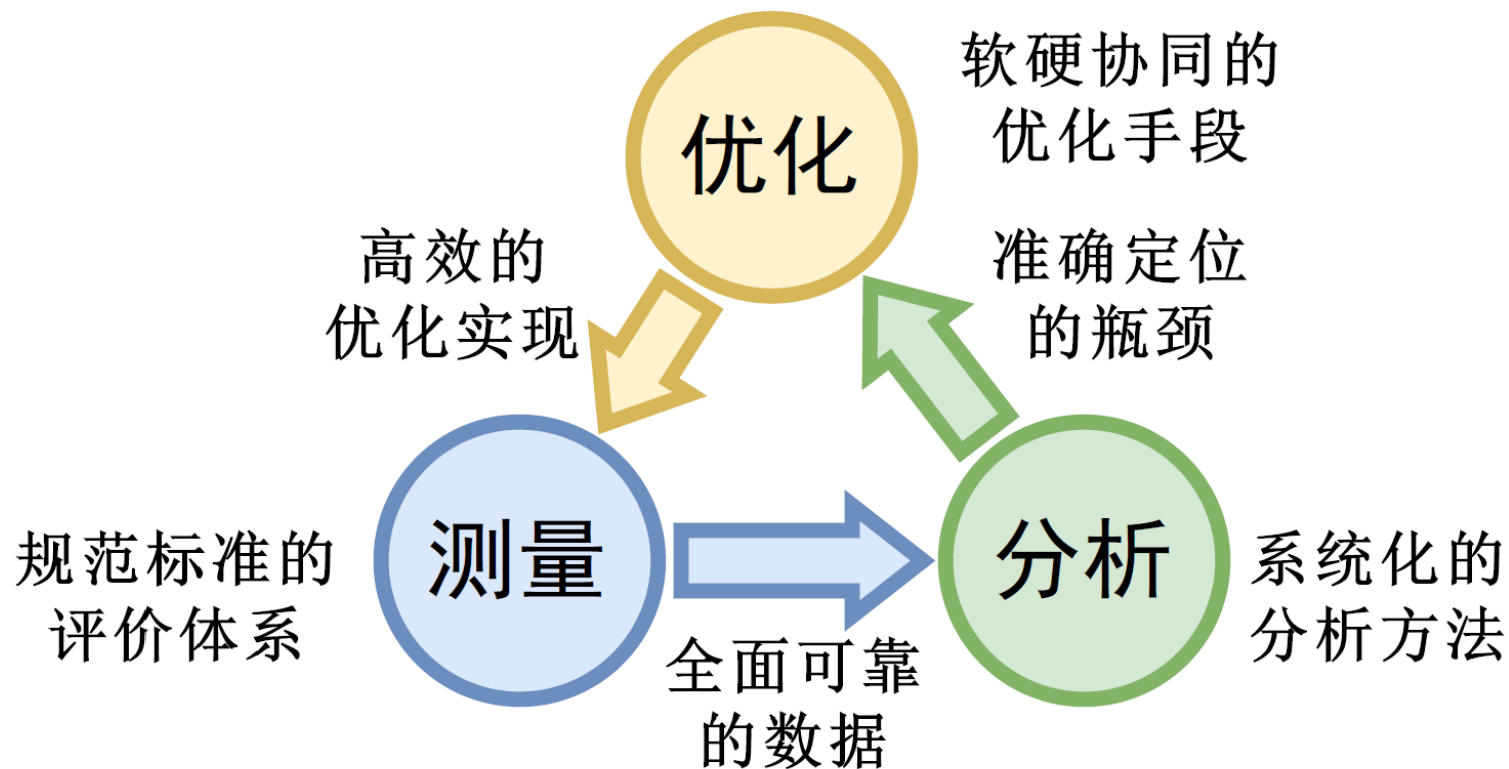 优化
软硬协同的
优化手段
高效的
优化实现
准确定位
的瓶颈
测量
规范标准的
评价体系
全面可靠
的数据
分析
系统化的
分析方法